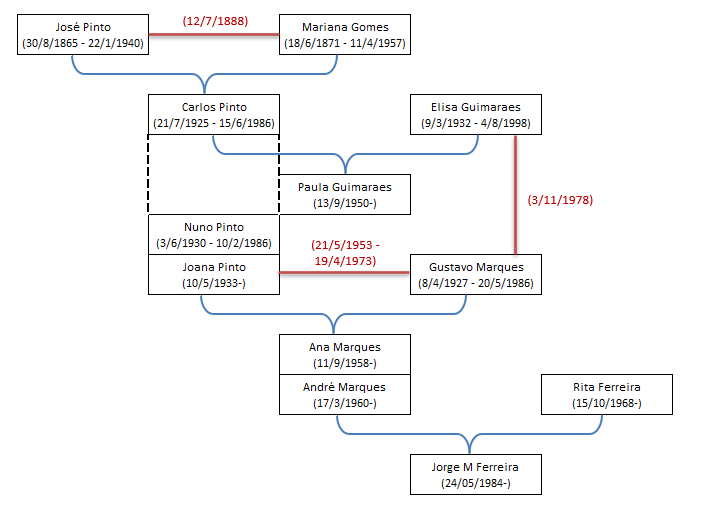 José Pinto
(30/8/1865 - 22/1/1940)
(12/7/1888)
Mariana Gomes
(18/6/1871 - 11/4/1957)
Carlos Pinto
(21/7/1925 - 15/6/1986)
Elisa Guimaraes
(9/3/1932 - 4/8/1998)
Paula Guimaraes
(13/9/1950-)
(3/11/1978)
Nuno Pinto
(3/6/1930 - 10/2/1986)
Joana Pinto
(10/5/1933-)
(21/5/1953 -
19/4/1973)
Gustavo Marques
(8/4/1927 - 20/5/1986)
Ana Marques
(11/9/1958-)
André Marques
(17/3/1960-)
Rita Ferreira
(15/10/1968-)
Jorge M Ferreira
(24/05/1984-)